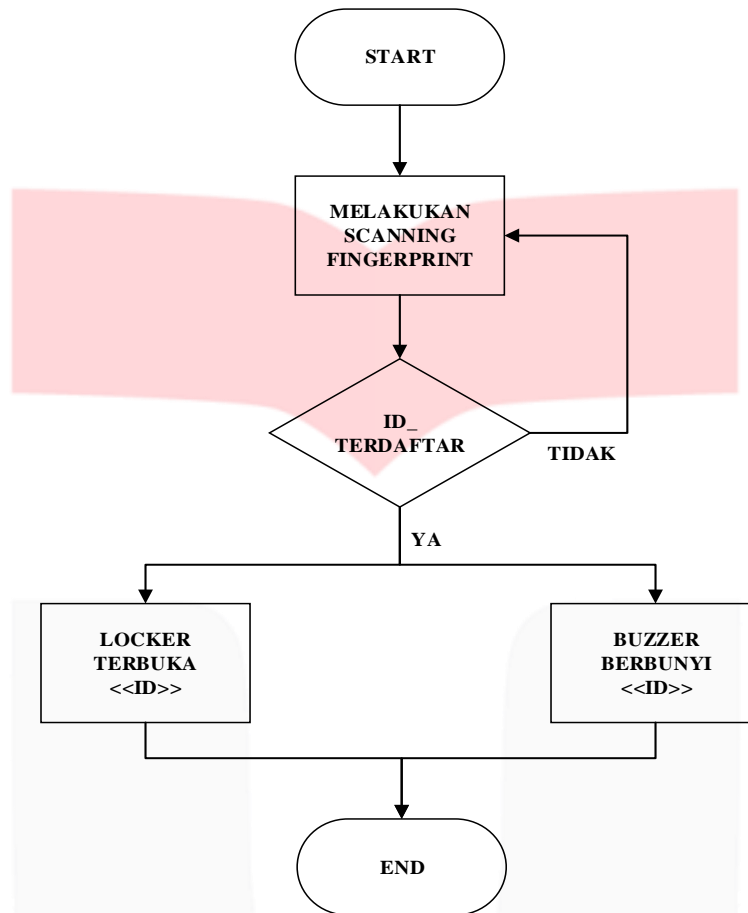 START
MELAKUKAN
SCANNING
FINGERPRINT
ID_
TERDAFTAR
TIDAK
YA
LOCKER
TERBUKA
<<ID>>
BUZZER
BERBUNYI
<<ID>>
END